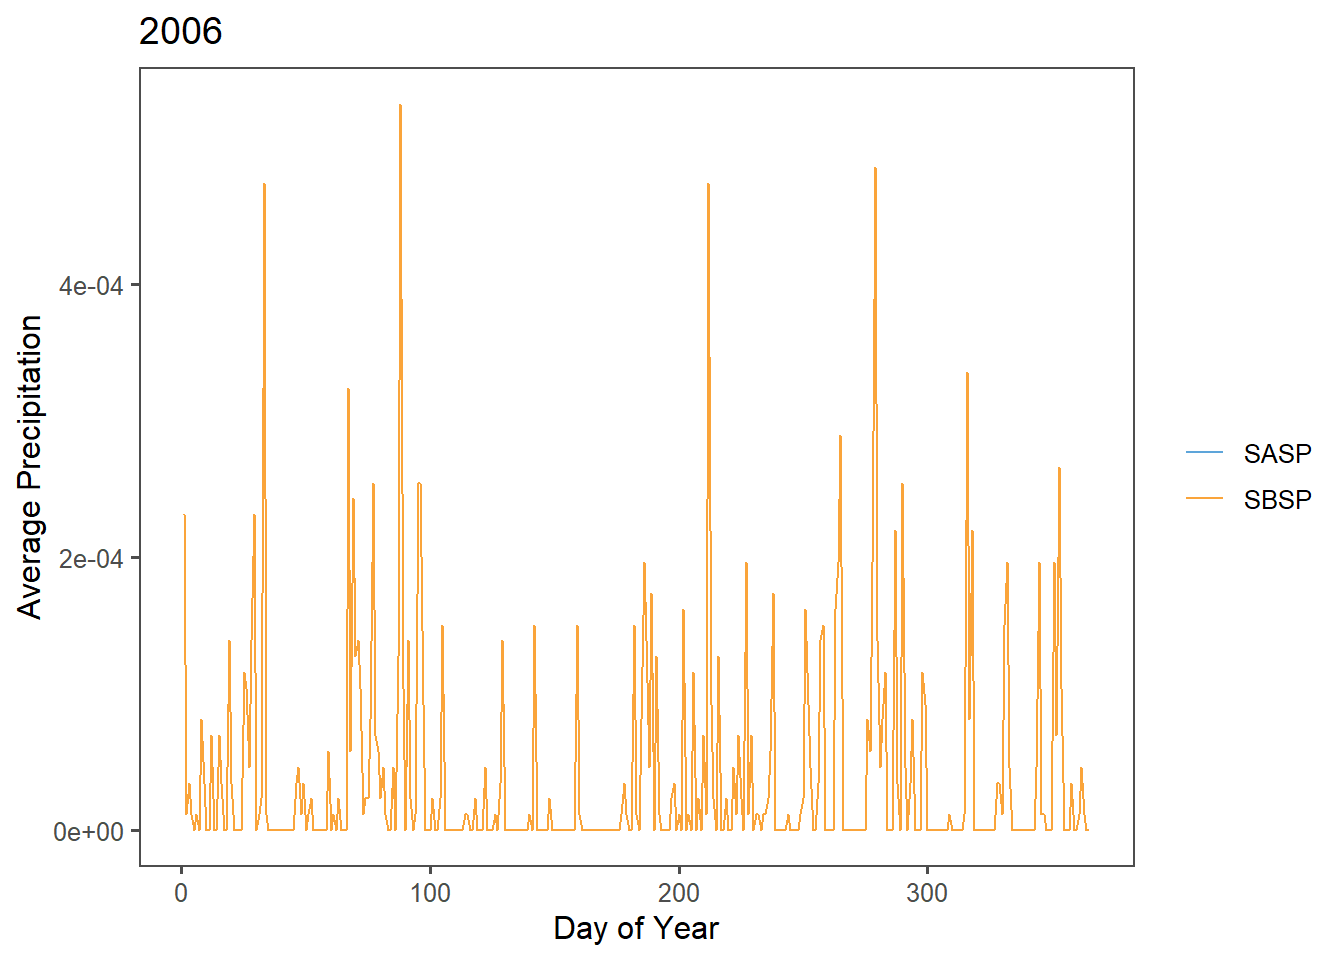 2006
Average Precipitation
4e-04
2e-04
0e+00
0
100
200
300
Day of Year
SASP
SBSP